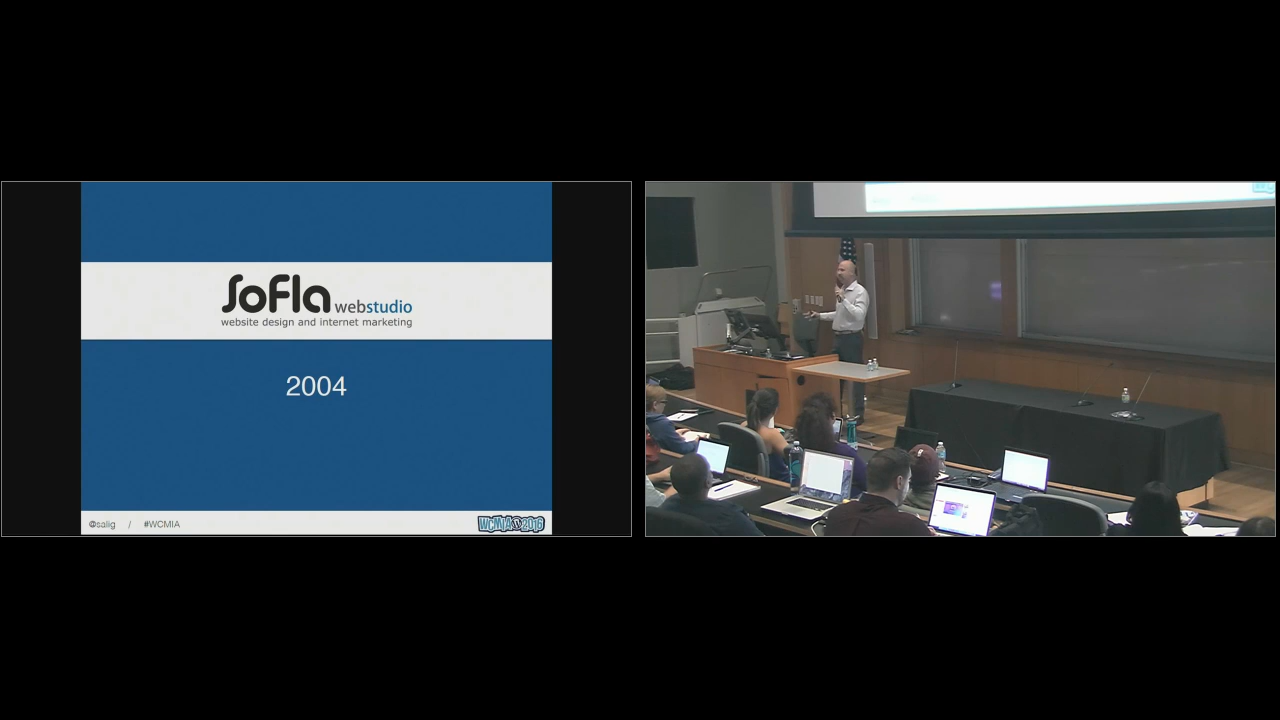 SoFla webstudio
website design and internet marketing
2004
@salig / #WCMIA
WCMIA 2016